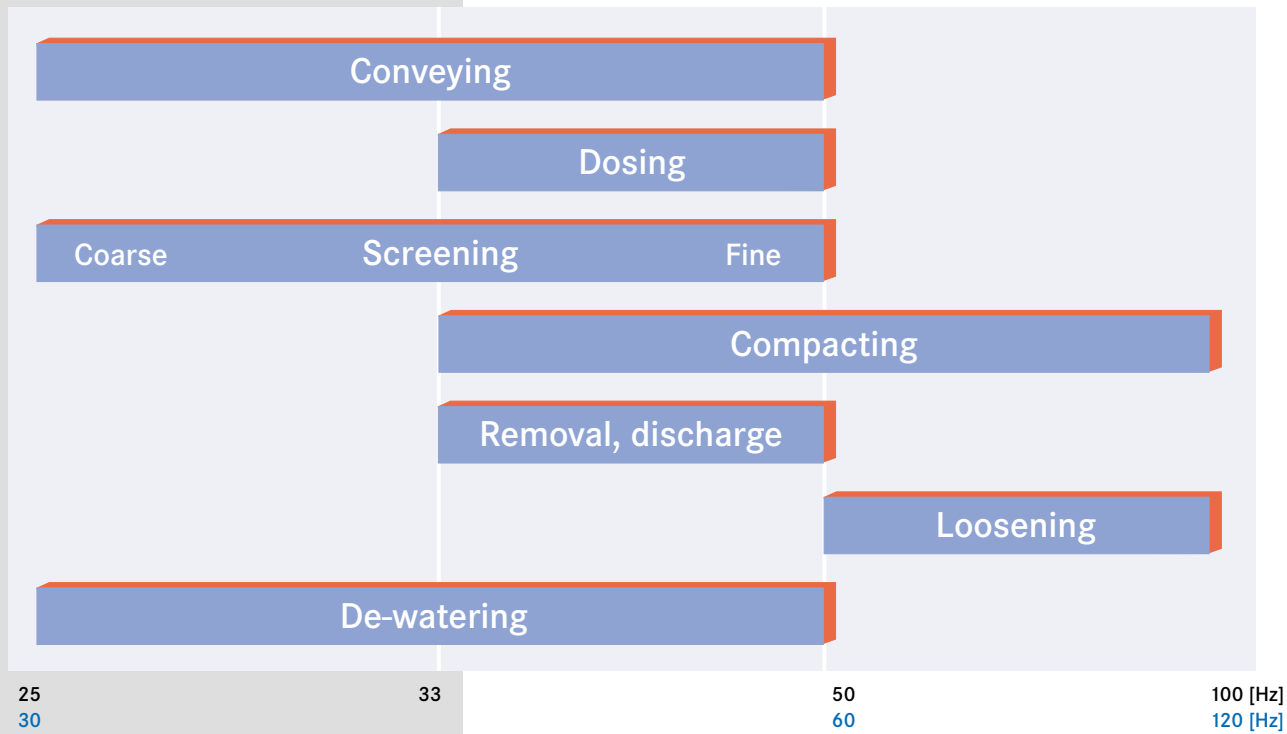 Conveying
Dosing
Coarse Screening Fine
Compacting
Removal, discharge
Loosening
De-watering
25 33 50 100 [Hz]
30 60 120 [Hz]